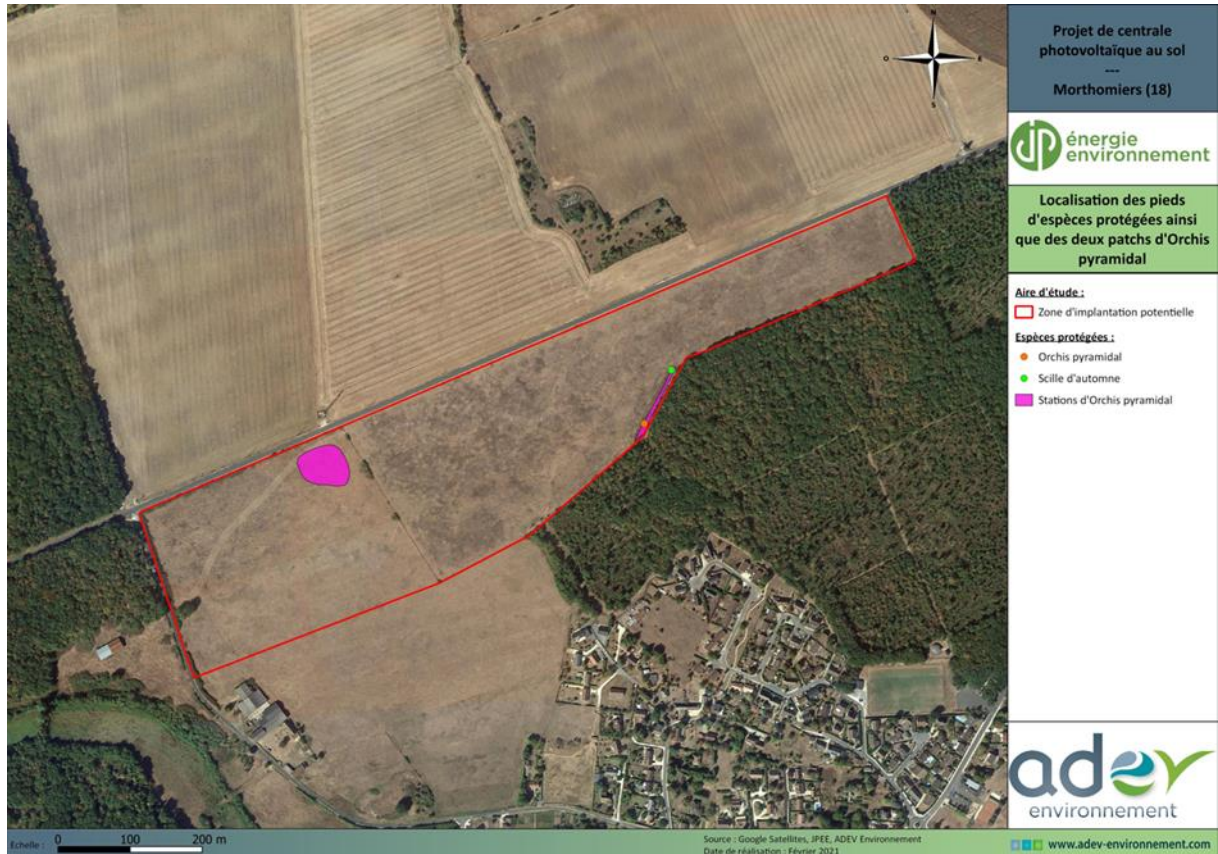 N
O
E
S
Projet de centrale
photovoltaïque au sol
---
Morthomiers (18)
JP énergie
environnement
Localisation des pieds
d'espèces protégées ainsi
que des deux patchs d'Orchis
pyramidal
Aire d'étude :
Zone d'implantation potentielle
Espèces protégées :
Orchis pyramidal
Scille d'automne
Stations d'Orchis pyramidal
adev
environnement
Echelle : 0 100 200 m
Source : Google Satellites, JPEE, ADEV Environnement
Date de réalisation : Février 2021
www.adev-environnement.com